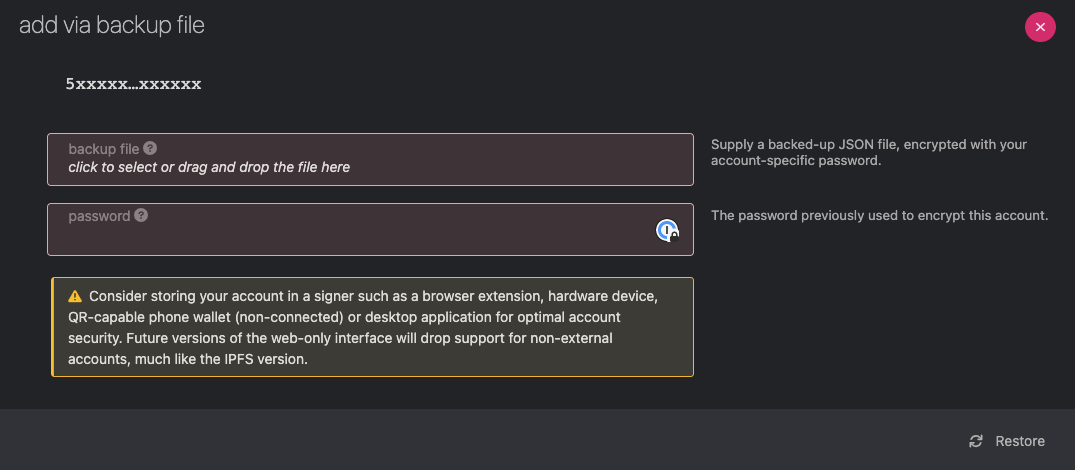 add via backup file
5xxxxx…xxxxxx
backup file
click to select or drag and drop the file here
Supply a backed-up JSON file, encrypted with your
account-specific password.
password
The password previously used to encrypt this account.
Consider storing your account in a signer such as a browser extension, hardware device,
QR-capable phone wallet (non-connected) or desktop application for optimal account
security. Future versions of the web-only interface will drop support for non-external
accounts, much like the IPFS version.
Restore